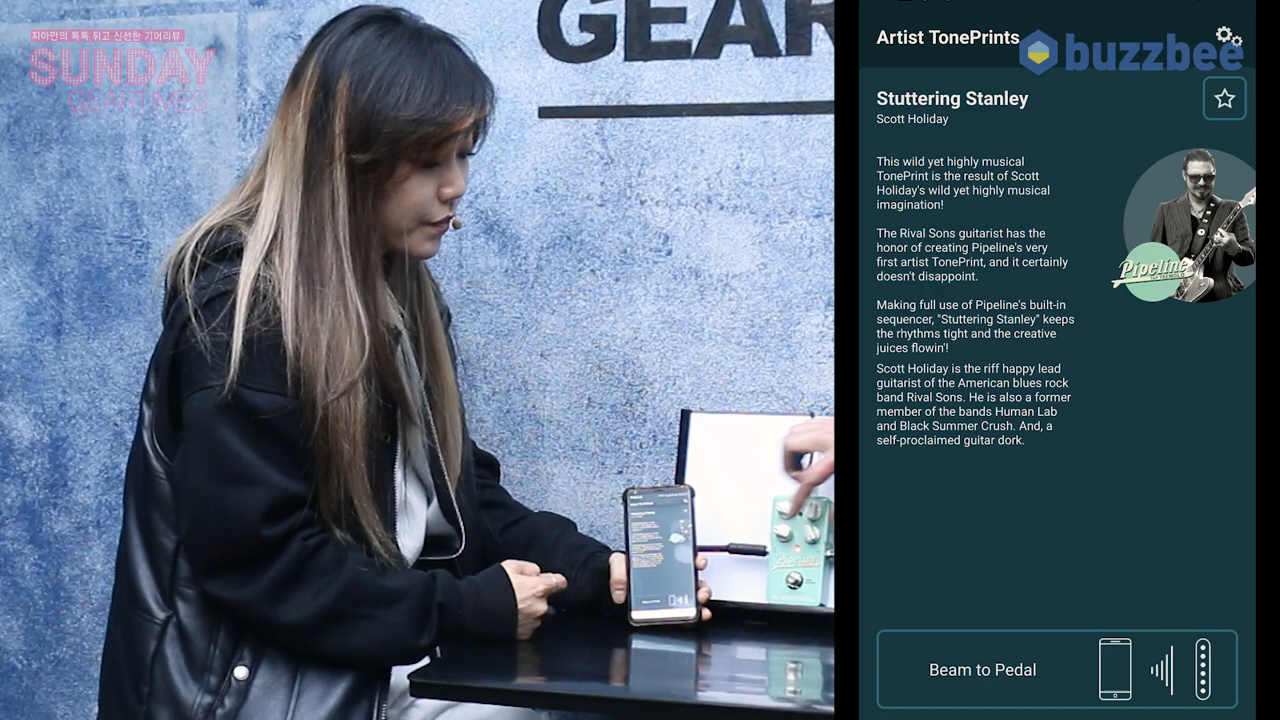 지아만의 톡톡 튀고 신선한 기어리뷰
SUNDAY
GEARTIMES
GEAR
Artist TonePrints
buzzbee
Stuttering Stanley
Scott Holiday
This wild yet highly musical
TonePrint is the result of Scott
Holiday's wild yet highly musical
imagination!
The Rival Sons guitarist has the
honor of creating Pipeline's very
first artist TonePrint, and it certainly
doesn't disappoint.
Making full use of Pipeline's built-in
sequencer, "Stuttering Stanley" keeps
the rhythms tight and the creative
juices flowin'!
Scott Holiday is the riff happy lead
guitarist of the American blues rock
band Rival Sons. He is also a former
member of the bands Human Lab
and Black Summer Crush. And, a
self-proclaimed guitar dork.
Pipeline
Pipeline
Beam to Pedal